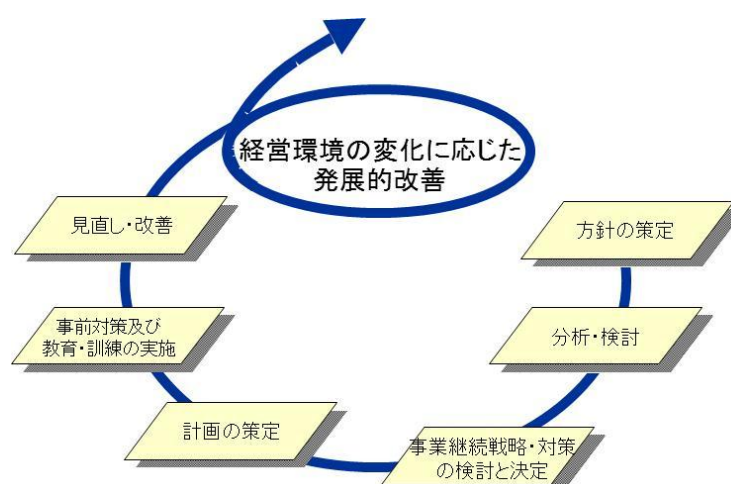 経営環境の変化に応じた
発展的改善
見直し・改善
方針の策定
事前対策及び
教育・訓練の実施
分析・検討
計画の策定
事業継続戦略・対策
の検討と決定